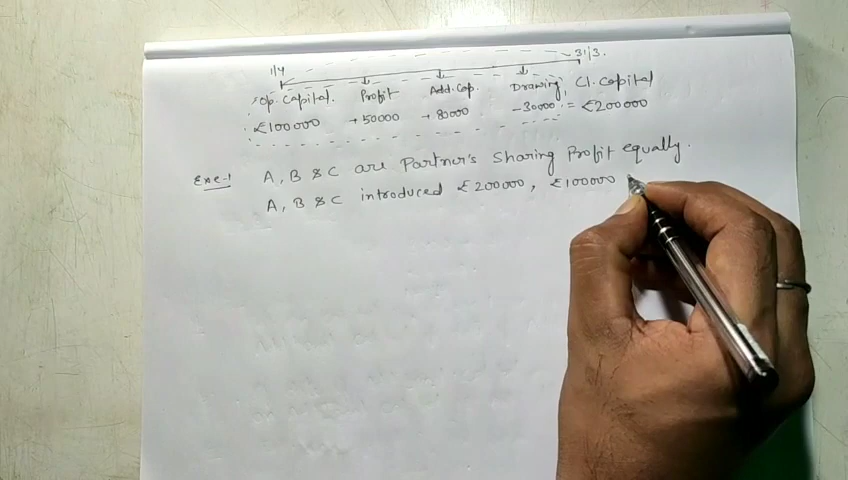 1/4 31/3.
Op. Capital. Profit Add. Cap. Drawing Cl. Capital
£100000 + 50000 + 80000 - 30000 = £200000
Exe-1 A, B & C are Partner's Sharing Profit equally.
A, B & C introduced £200000, £100000